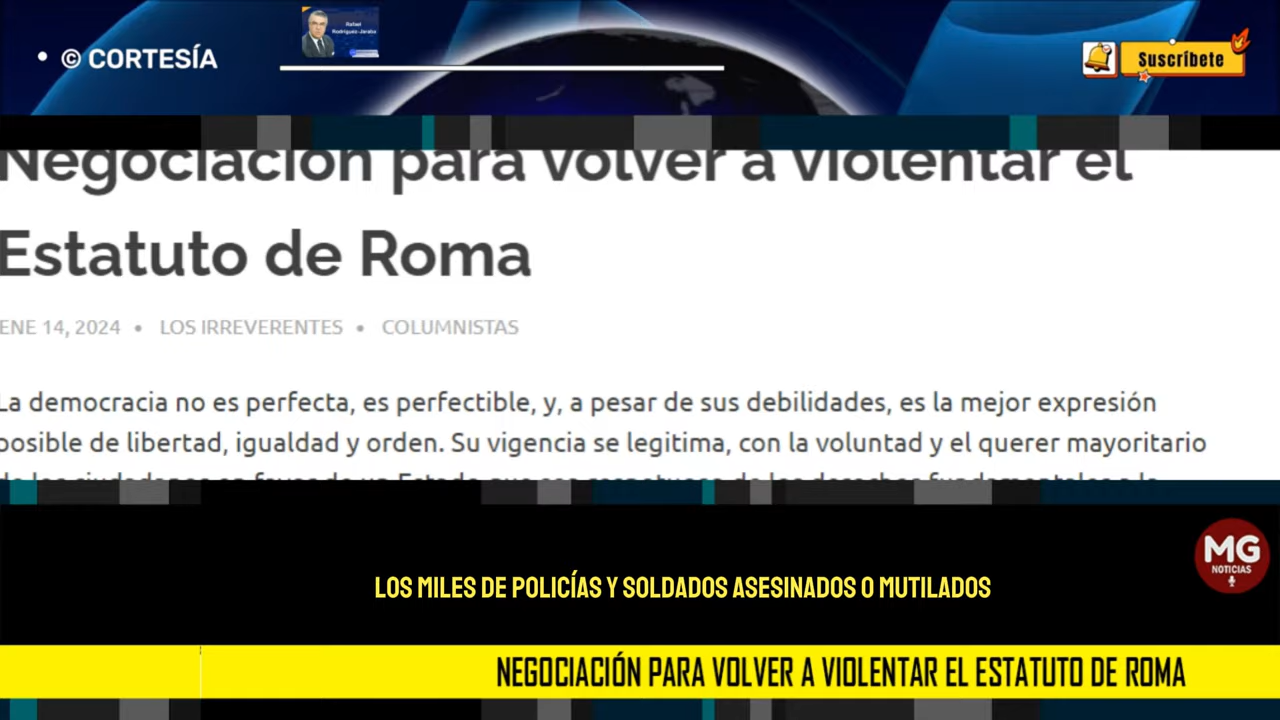 • © CORTESÍA
Rafael
Rodríguez-Jaraba
Suscríbete
Negociación para volver a violentar el
Estatuto de Roma
ENE 14, 2024 • LOS IRREVERENTES • COLUMNISTAS
La democracia no es perfecta, es perfectible, y, a pesar de sus debilidades, es la mejor expresión
posible de libertad, igualdad y orden. Su vigencia se legitima, con la voluntad y el querer mayoritario
MG
NOTICIAS
LOS MILES DE POLICÍAS Y SOLDADOS ASESINADOS O MUTILADOS
NEGOCIACIÓN PARA VOLVER A VIOLENTAR EL ESTATUTO DE ROMA